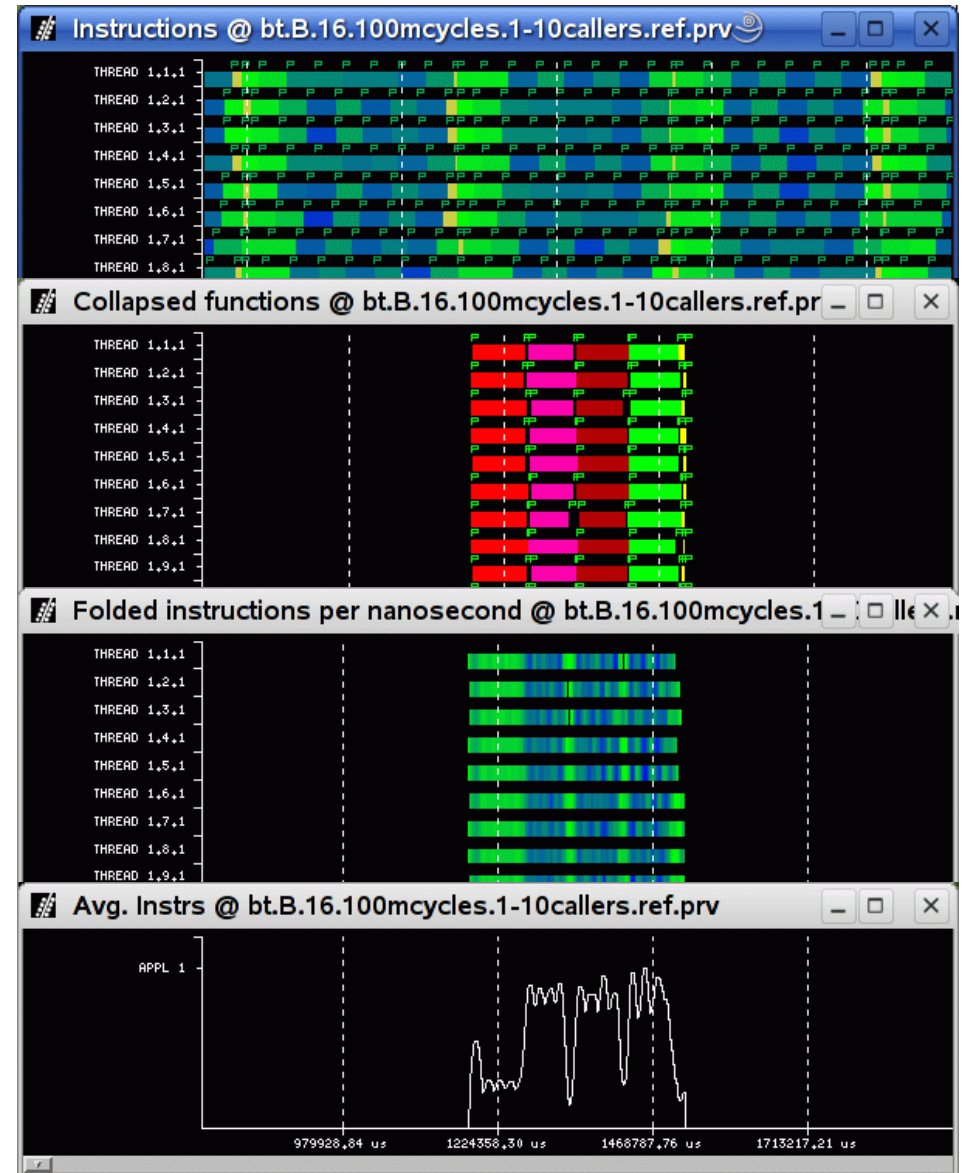 Instructions @ bt.B.16.100mcycles.1-10callers.ref.prv
THREAD 1.1.1
THREAD 1.2.1
THREAD 1.3.1
THREAD 1.4.1
THREAD 1.5.1
THREAD 1.6.1
THREAD 1.7.1
THREAD 1.8.1
Collapsed functions @ bt.B.16.100mcycles.1-10callers.ref.pr
THREAD 1.1.1
THREAD 1.2.1
THREAD 1.3.1
THREAD 1.4.1
THREAD 1.5.1
THREAD 1.6.1
THREAD 1.7.1
THREAD 1.8.1
THREAD 1.9.1
Folded instructions per nanosecond @ bt.B.16.100mcycles.1
THREAD 1.1.1
THREAD 1.2.1
THREAD 1.3.1
THREAD 1.4.1
THREAD 1.5.1
THREAD 1.6.1
THREAD 1.7.1
THREAD 1.8.1
THREAD 1.9.1
Avg. Instrs @ bt.B.16.100mcycles.1-10callers.ref.prv
APPL 1
979928.84 us 1224358.30 us 1468787.76 us 1713217.21 us